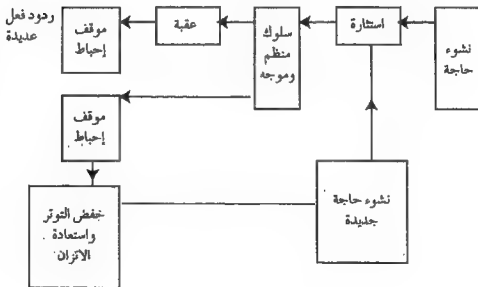 نشوء
حاجة
استثارة
سلوك
منظم
وموجه
عقبة
موقف
إحباط
ردود فعل
عديدة
موقف
إحباط
خفض التوتر
واستعادة
الاتزان
نشوء حاجة
جديدة